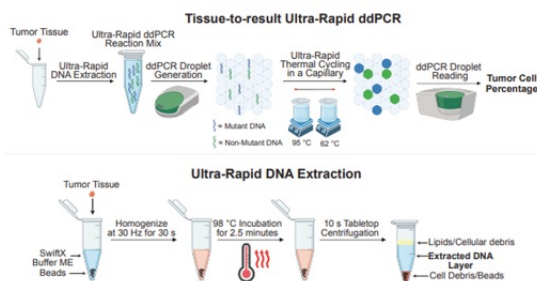 Tissue-to-result Ultra-Rapid ddPCR
Tumor Tissue
Ultra-Rapid
DNA Extraction
Ultra-Rapid ddPCR
Reaction Mix
ddPCR Droplet
Generation
Mutant DNA
Non-Mutant DNA
Ultra-Rapid
Thermal Cycling
in a Capillary
95 °C
62 °C
ddPCR Droplet
Reading
Tumor Cell
Percentage
Ultra-Rapid DNA Extraction
Tumor Tissue
SwiftX
Buffer ME
Beads
Homogenize
at 30 Hz for 30 s
98 °C Incubation
for 2.5 minutes
10 s Tabletop
Centrifugation
Lipids/Cellular debris
Extracted DNA
Layer
Cell Debris/Beads